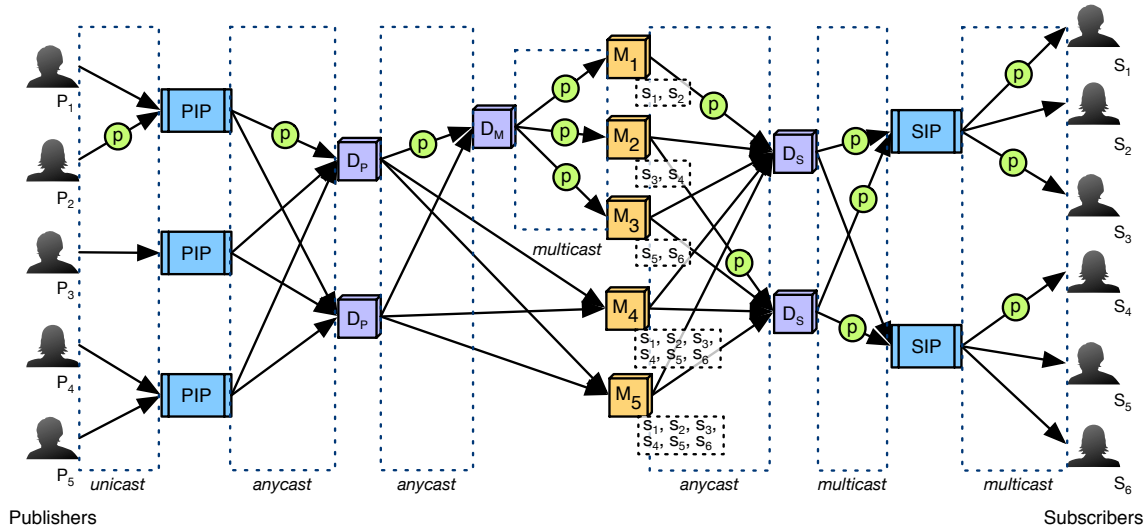 P1
P2
P3
P4
P5
Publishers
unicast
p
PIP
PIP
PIP
anycast
p
DP
DP
anycast
p
DM
multicast
p
p
p
M1
S1, S2
M2
S3, S4
M3
S5, S6
M4
S1, S2, S3,
S4, S5, S6
M5
S1, S2, S3,
S4, S5, S6
anycast
p
p
DS
DS
multicast
p
p
p
SIP
SIP
multicast
p
p
p
S1
S2
S3
S4
S5
S6
Subscribers